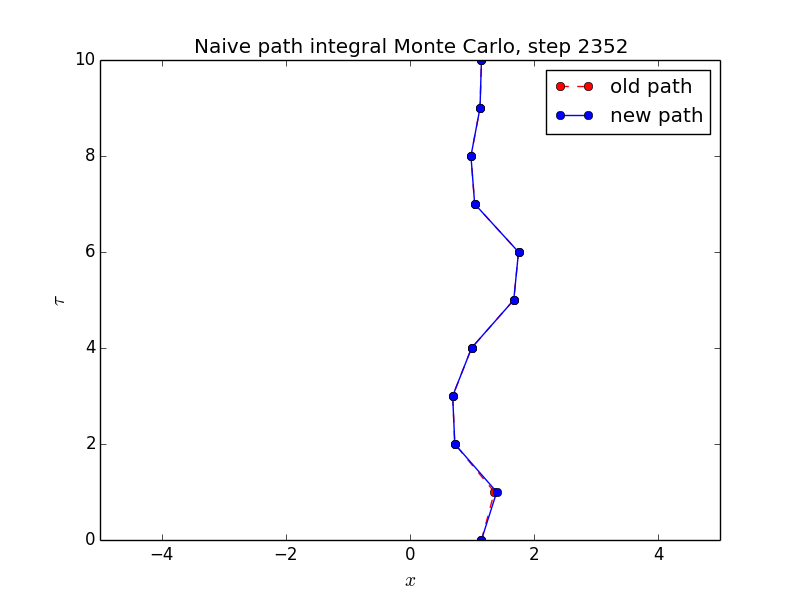 Naive path integral Monte Carlo, step 2352
old path
new path
10
8
6
4
2
0
−4
−2
0
2
4
τ
x